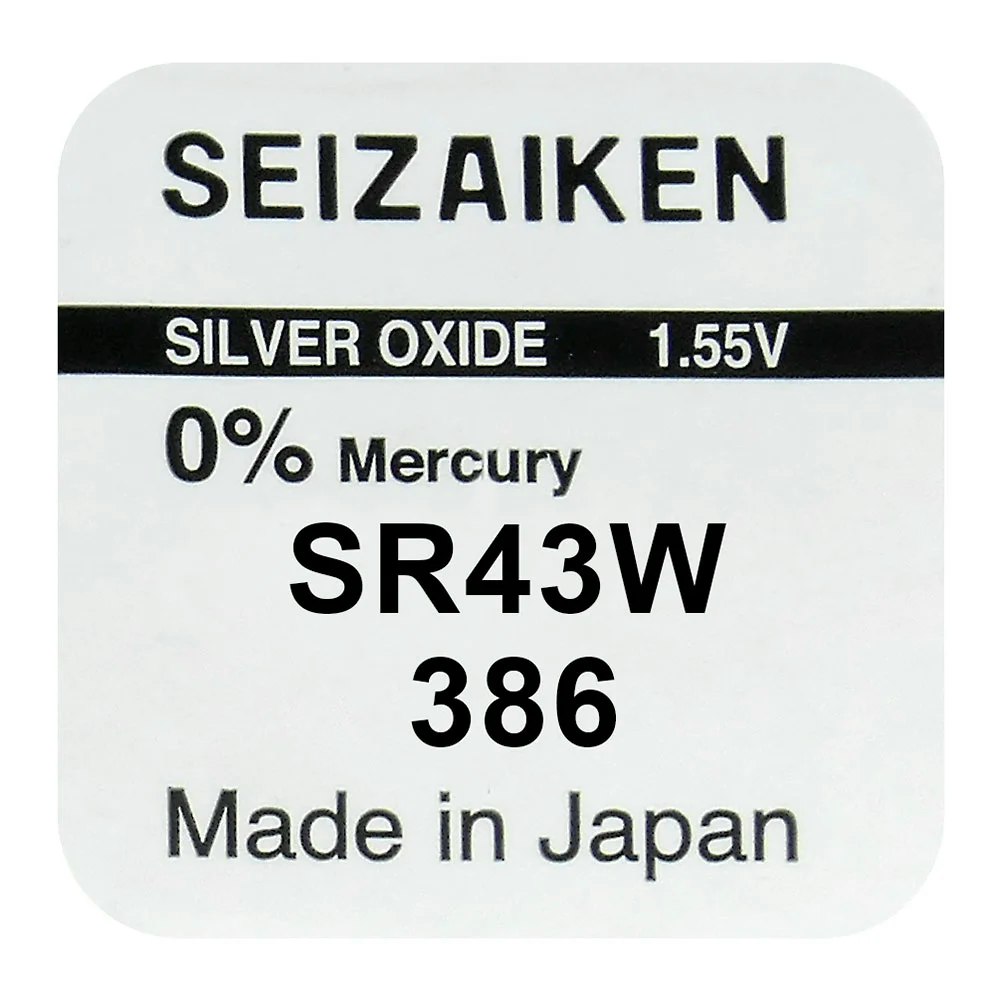 SEIZAIKEN
SILVER OXIDE 1.55V
0% Mercury
SR43W
386
Made in Japan